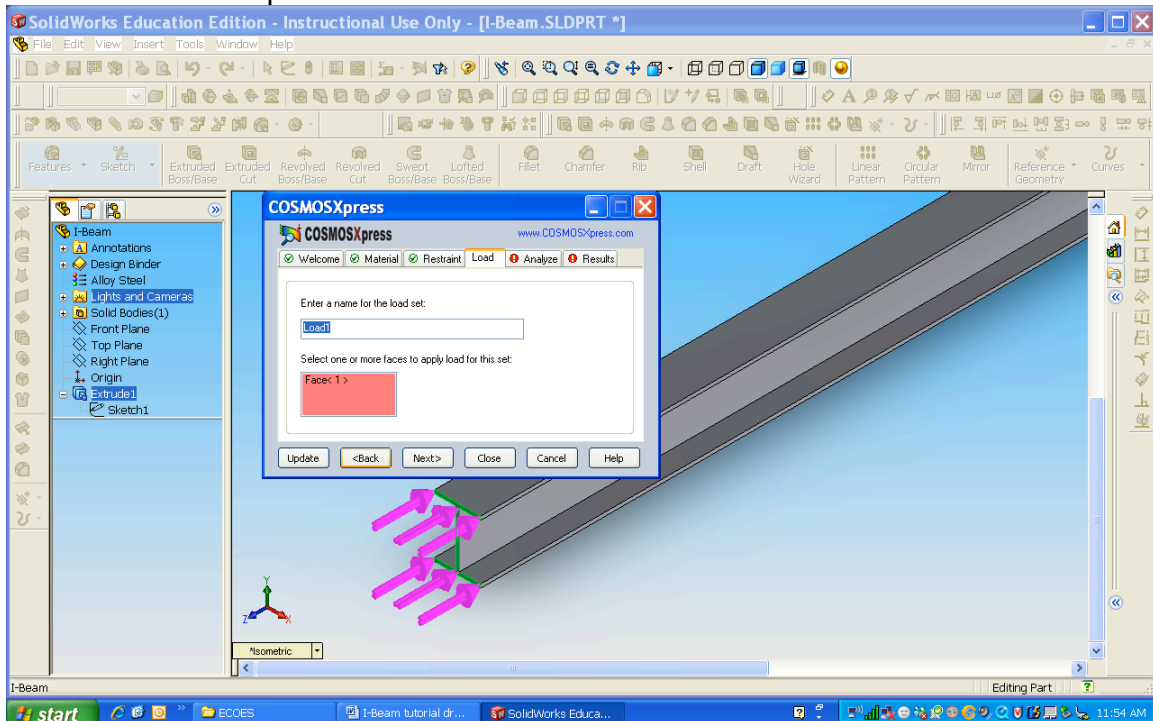 SolidWorks Education Edition - Instructional Use Only - [I-Beam.SLDPRT *]
File Edit View Insert Tools Window Help
Features Sketch Extruded Boss/Base Extruded Cut Revolved Boss/Base Revolved Cut Swept Boss/Base Lofted Boss/Base Fillet Chamfer Rib Shell Draft Hole Wizard Linear Pattern Circular Pattern Mirror Reference Geometry Curves
I-Beam
Annotations
Design Binder
Alloy Steel
Lights and Cameras
Solid Bodies(1)
Front Plane
Top Plane
Right Plane
Origin
Extrude1
Sketch1
COSMOSXpress
COSMOSXpress www.COSMOSXpress.com
Welcome Material Restraint Load Analyze Results
Enter a name for the load set:
Load1
Select one or more faces to apply load for this set:
Face< 1 >
Update <Back Next> Close Cancel Help
Y
Z X
*Isometric
I-Beam Editing Part
start ECOES I-Beam tutorial dr... SolidWorks Educa... 11:54 AM